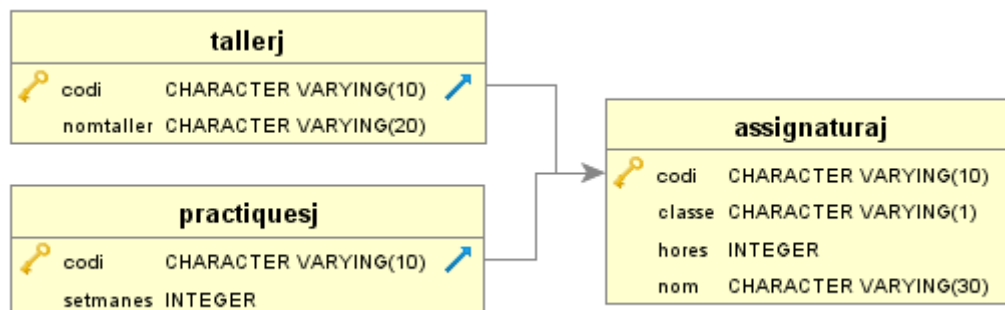 tallerj
codi CHARACTER VARYING(10)
nomtaller CHARACTER VARYING(20)
practiquesj
codi CHARACTER VARYING(10)
setmanes INTEGER
assignaturaj
codi CHARACTER VARYING(10)
classe CHARACTER VARYING(1)
hores INTEGER
nom CHARACTER VARYING(30)